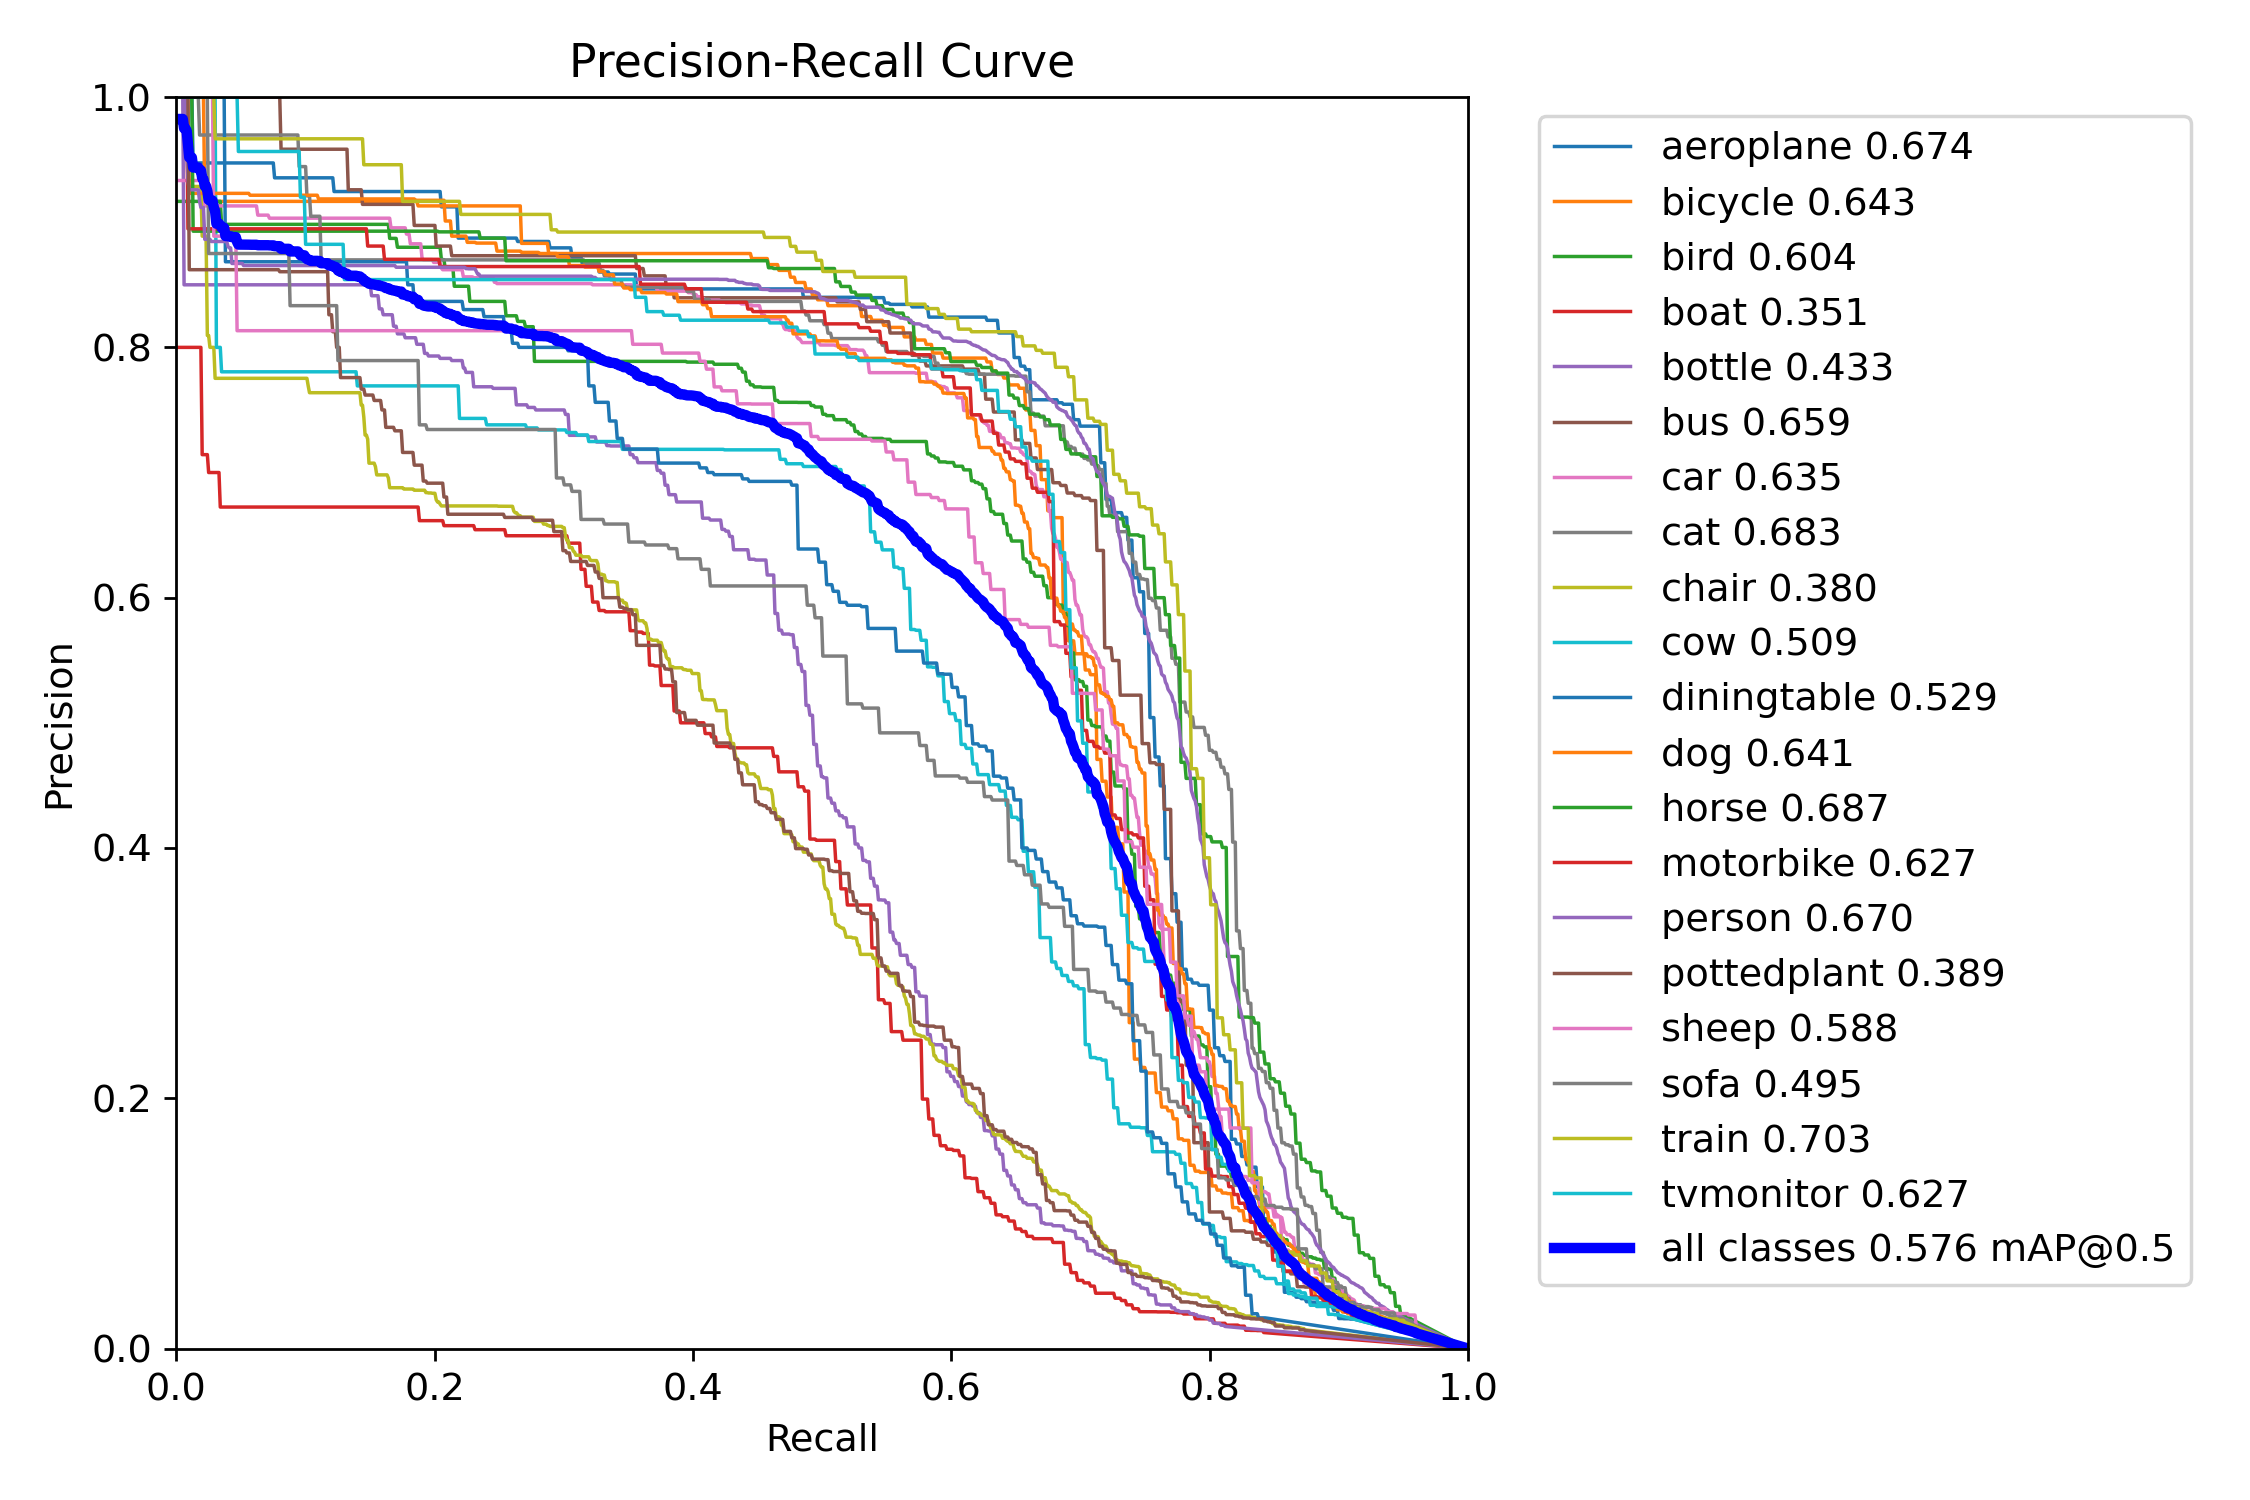 Precision-Recall Curve
1.0
0.8
0.6
0.4
0.2
0.0
Precision
0.0 0.2 0.4 0.6 0.8 1.0
Recall
aeroplane 0.674
bicycle 0.643
bird 0.604
boat 0.351
bottle 0.433
bus 0.659
car 0.635
cat 0.683
chair 0.380
cow 0.509
diningtable 0.529
dog 0.641
horse 0.687
motorbike 0.627
person 0.670
pottedplant 0.389
sheep 0.588
sofa 0.495
train 0.703
tvmonitor 0.627
all classes 0.576 mAP@0.5